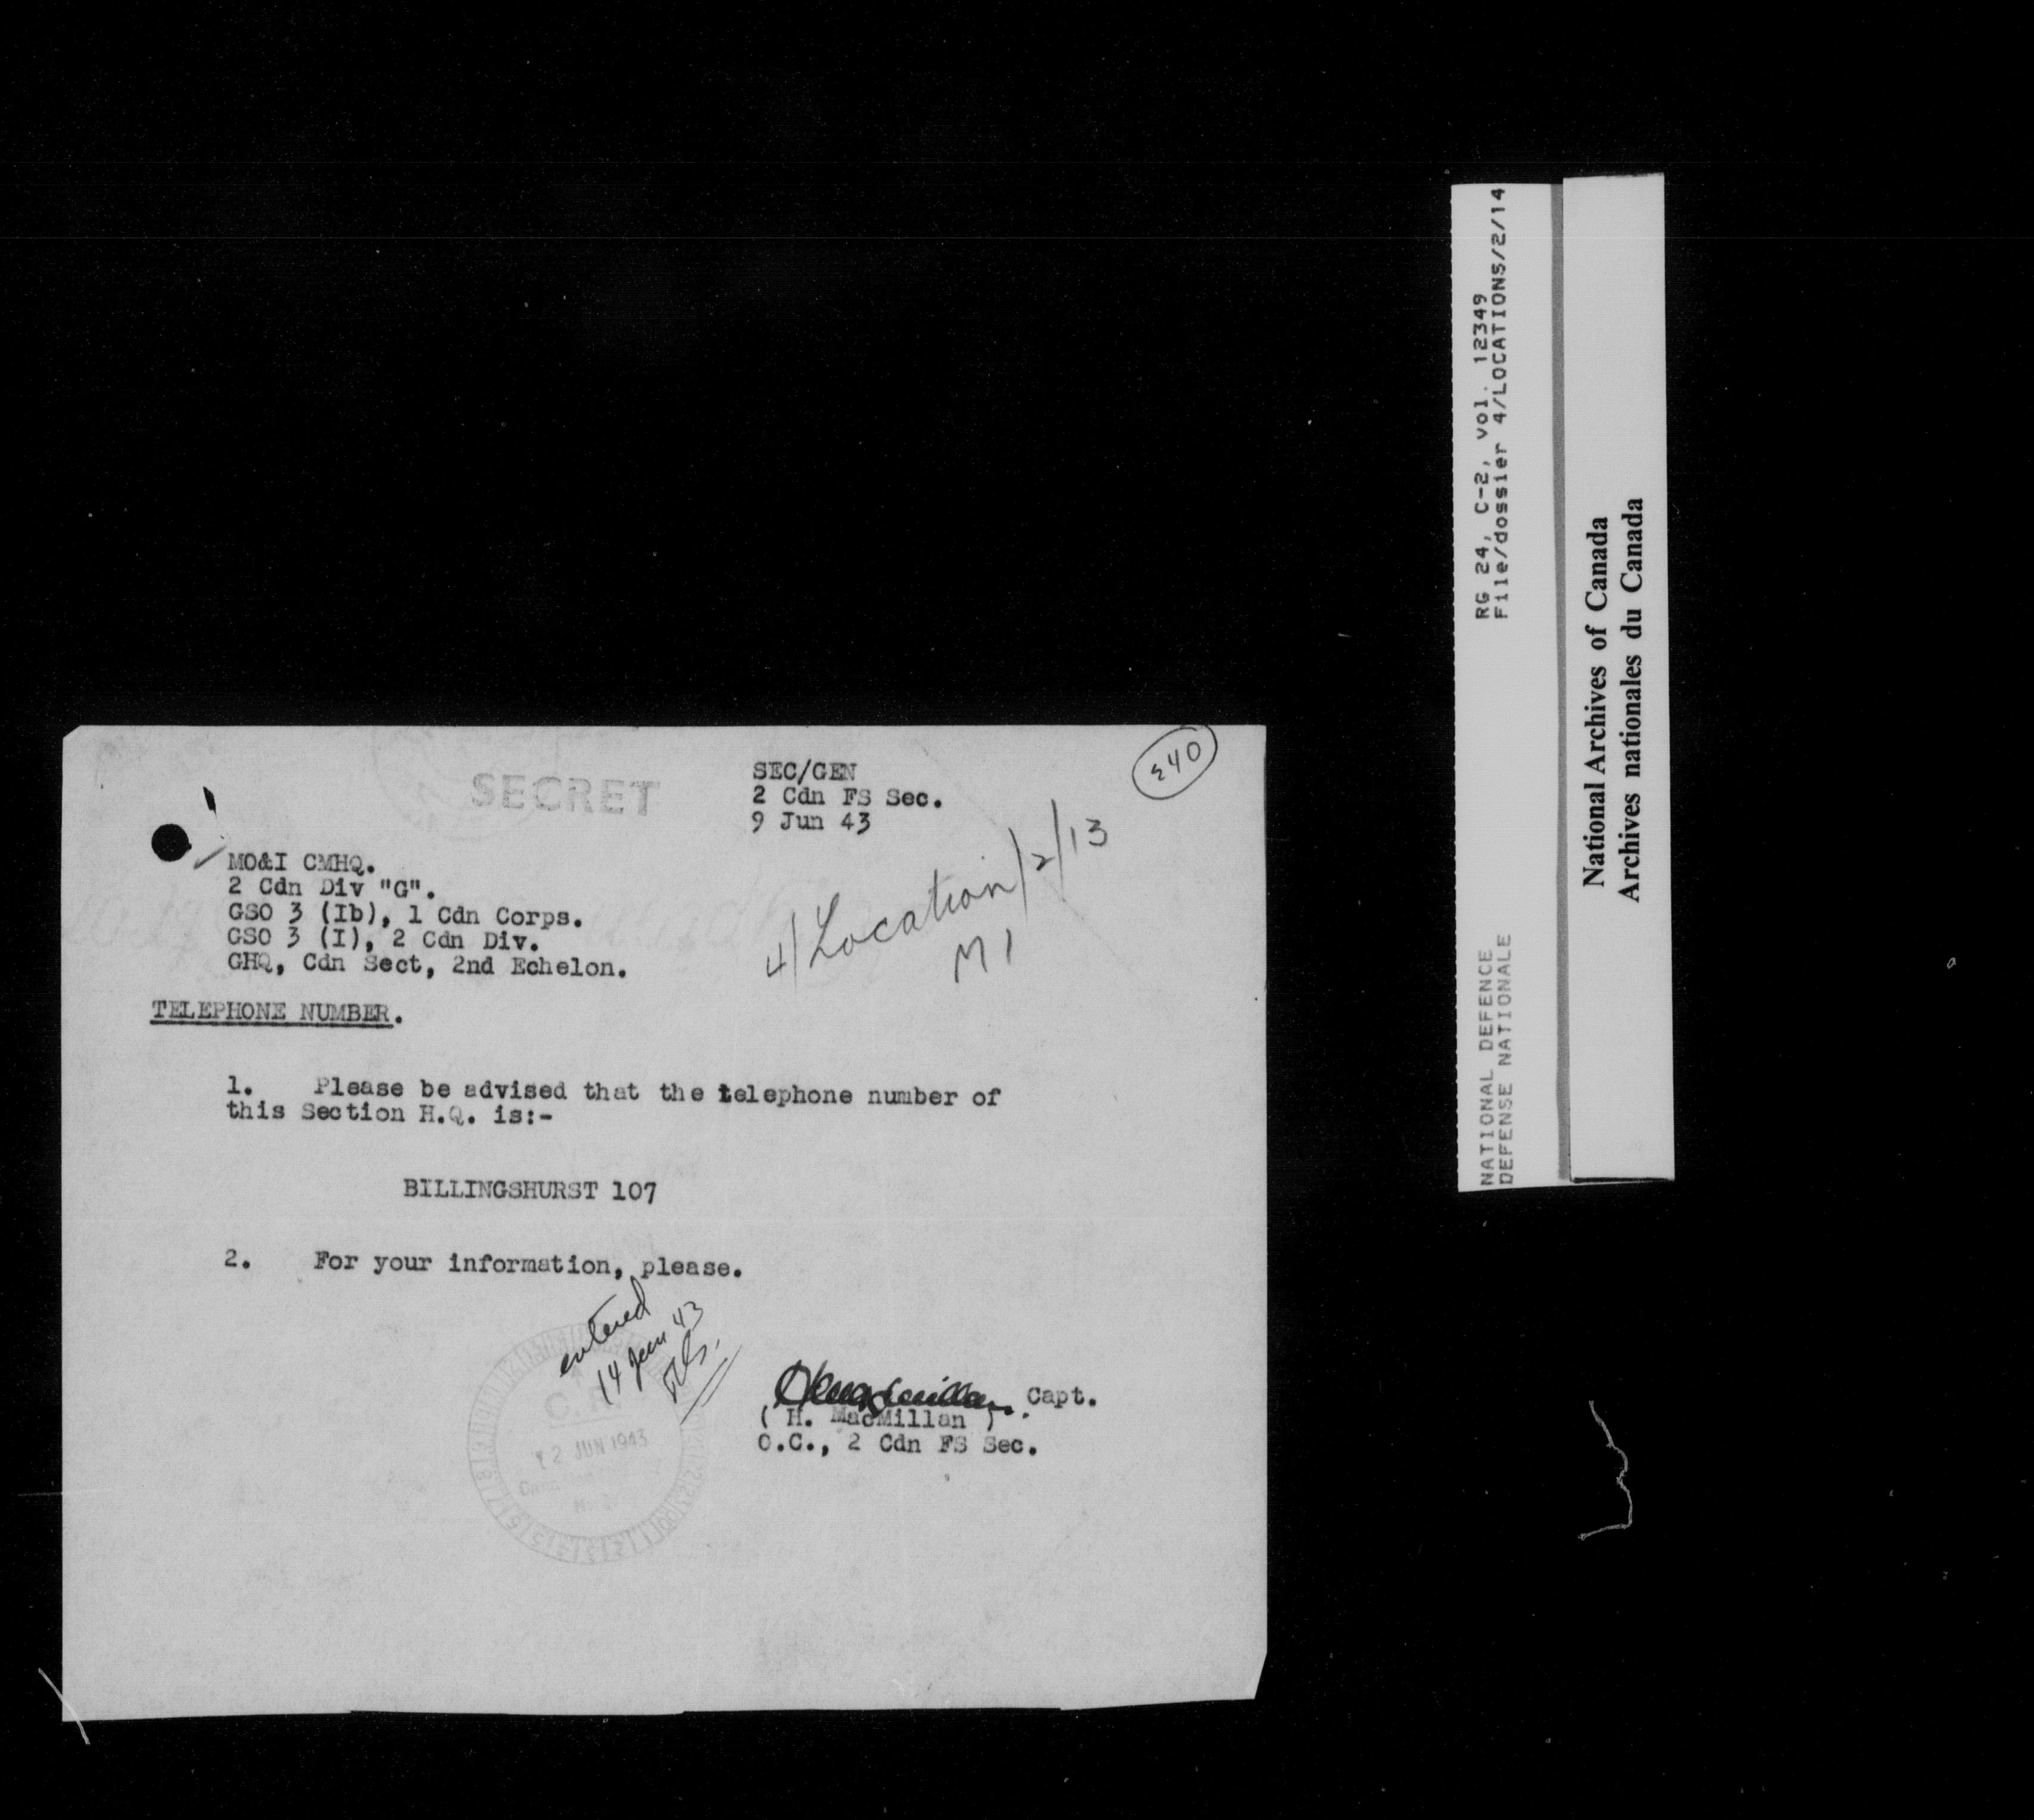 SECRET
SEC/GEN
2 Cdn FS Sec.
9 Jun 43
240
MO&I CMHQ.
2 Cdn Div "G".
GSO 3 (Ib), 1 Cdn Corps.
GSO 3 (I), 2 Cdn Div.
GHQ, Cdn Sect, 2nd Echelon.
4/Location/2/13
MI
TELEPHONE NUMBER.
1. Please be advised that the telephone number of
this Section H.Q. is:-
BILLINGSHURST 107
2. For your information, please.
entered
14 Jun 43
Capt.
( H. MacMillan ).
O.C., 2 Cdn FS Sec.
C. R.
12 JUN 1943
RG 24, C-2, vol. 12349
File/dossier 4/LOCATIONS/2/14
NATIONAL DEFENCE
DEFENSE NATIONALE
National Archives of Canada
Archives nationales du Canada